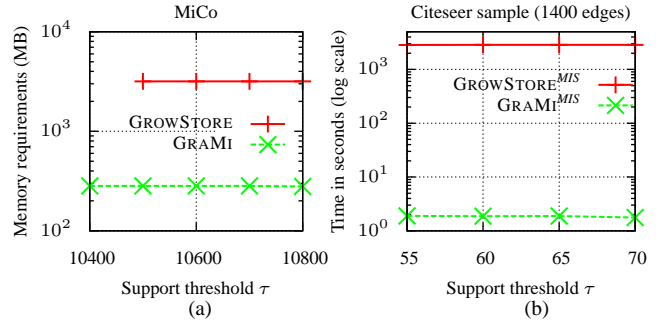 MiCo
Memory requirements (MB)
10^4
10^3
10^2
GROWSTORE
GRAMI
10400 10600 10800
Support threshold τ
(a)
Citeseer sample (1400 edges)
Time in seconds (log scale)
10^3
10^2
10^1
10^0
GROWSTORE^MIS
GRAMI^MIS
55 60 65 70
Support threshold τ
(b)